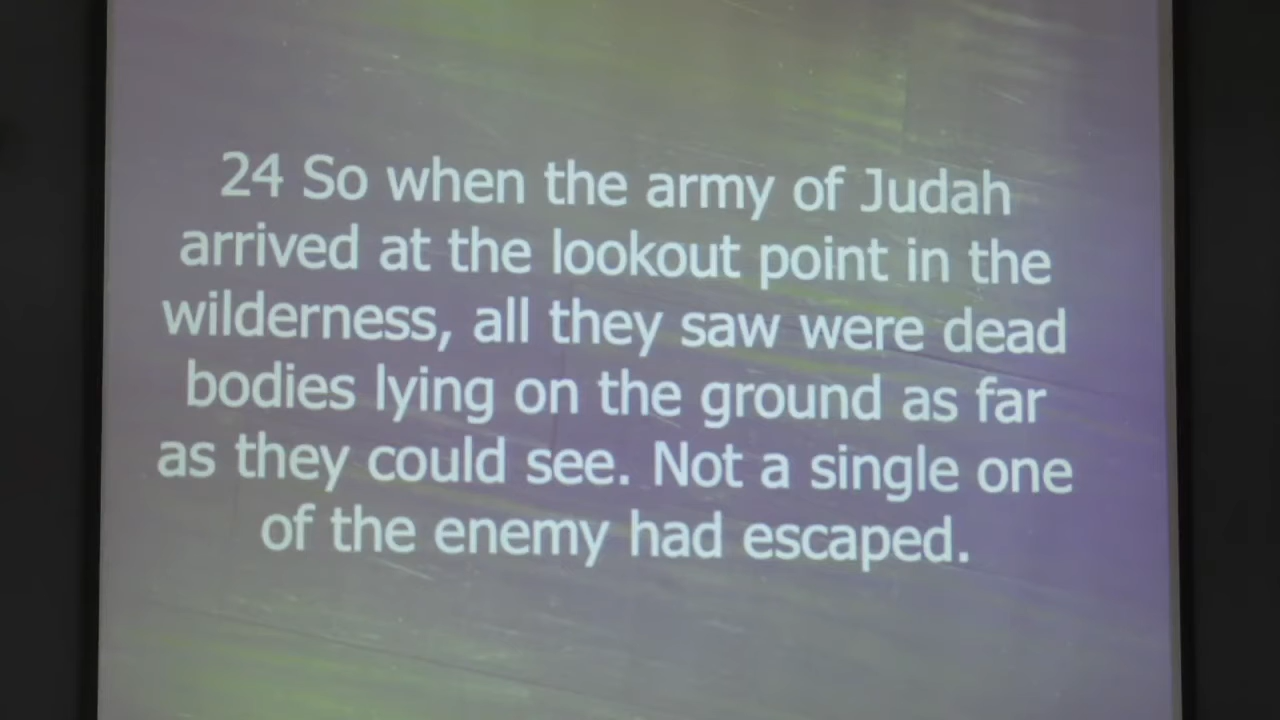 24 So when the army of Judah
arrived at the lookout point in the
wilderness, all they saw were dead
bodies lying on the ground as far
as they could see. Not a single one
of the enemy had escaped.